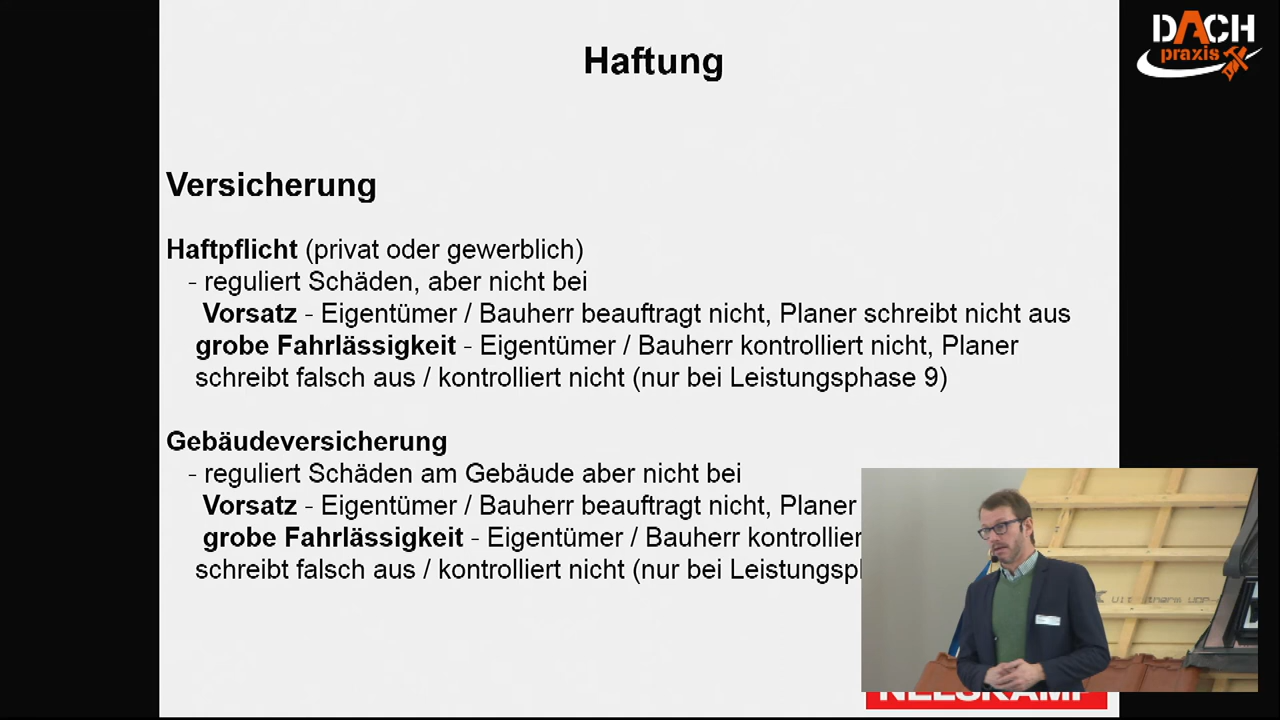 DACH
praxis
Haftung
Versicherung
Haftpflicht (privat oder gewerblich)
- reguliert Schäden, aber nicht bei
Vorsatz - Eigentümer / Bauherr beauftragt nicht, Planer schreibt nicht aus
grobe Fahrlässigkeit - Eigentümer / Bauherr kontrolliert nicht, Planer
schreibt falsch aus / kontrolliert nicht (nur bei Leistungsphase 9)
Gebäudeversicherung
- reguliert Schäden am Gebäude aber nicht bei
Vorsatz - Eigentümer / Bauherr beauftragt nicht, Planer
grobe Fahrlässigkeit - Eigentümer / Bauherr
schreibt falsch aus / kontrolliert nicht (nur bei
NELSKAMP